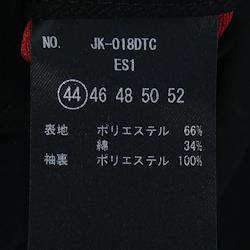 NO. JK-018DTC
ES1
44 46 48 50 52
表地 ポリエステル 66%
綿 34%
袖裏 ポリエステル 100%